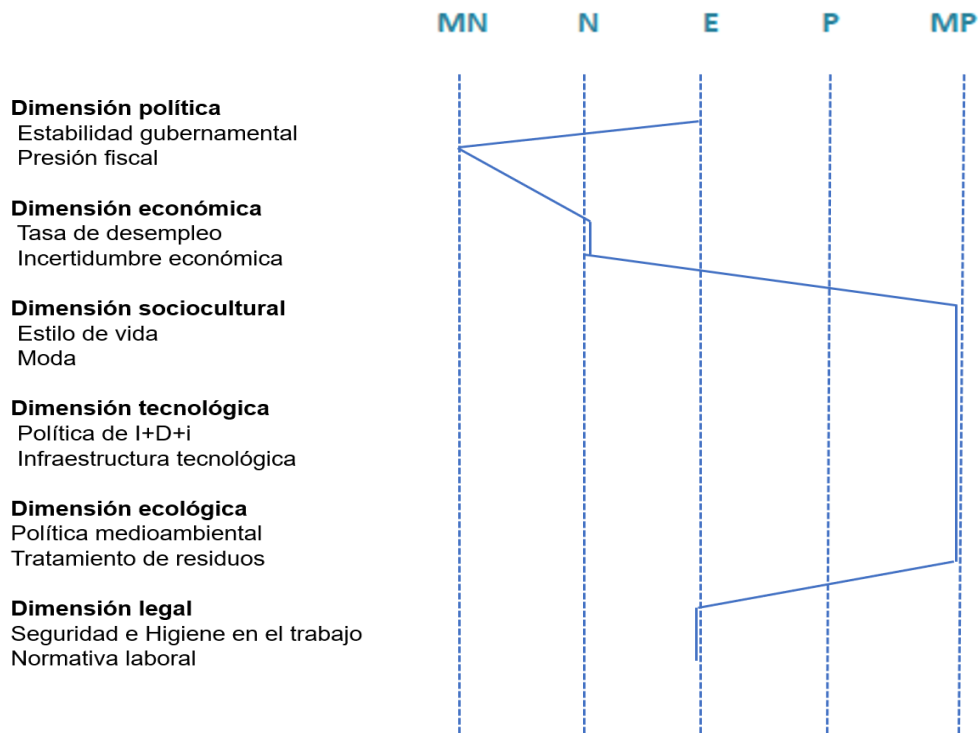 MN N E P MP
Dimensión política
Estabilidad gubernamental
Presión fiscal
Dimensión económica
Tasa de desempleo
Incertidumbre económica
Dimensión sociocultural
Estilo de vida
Moda
Dimensión tecnológica
Política de I+D+i
Infraestructura tecnológica
Dimensión ecológica
Política medioambiental
Tratamiento de residuos
Dimensión legal
Seguridad e Higiene en el trabajo
Normativa laboral